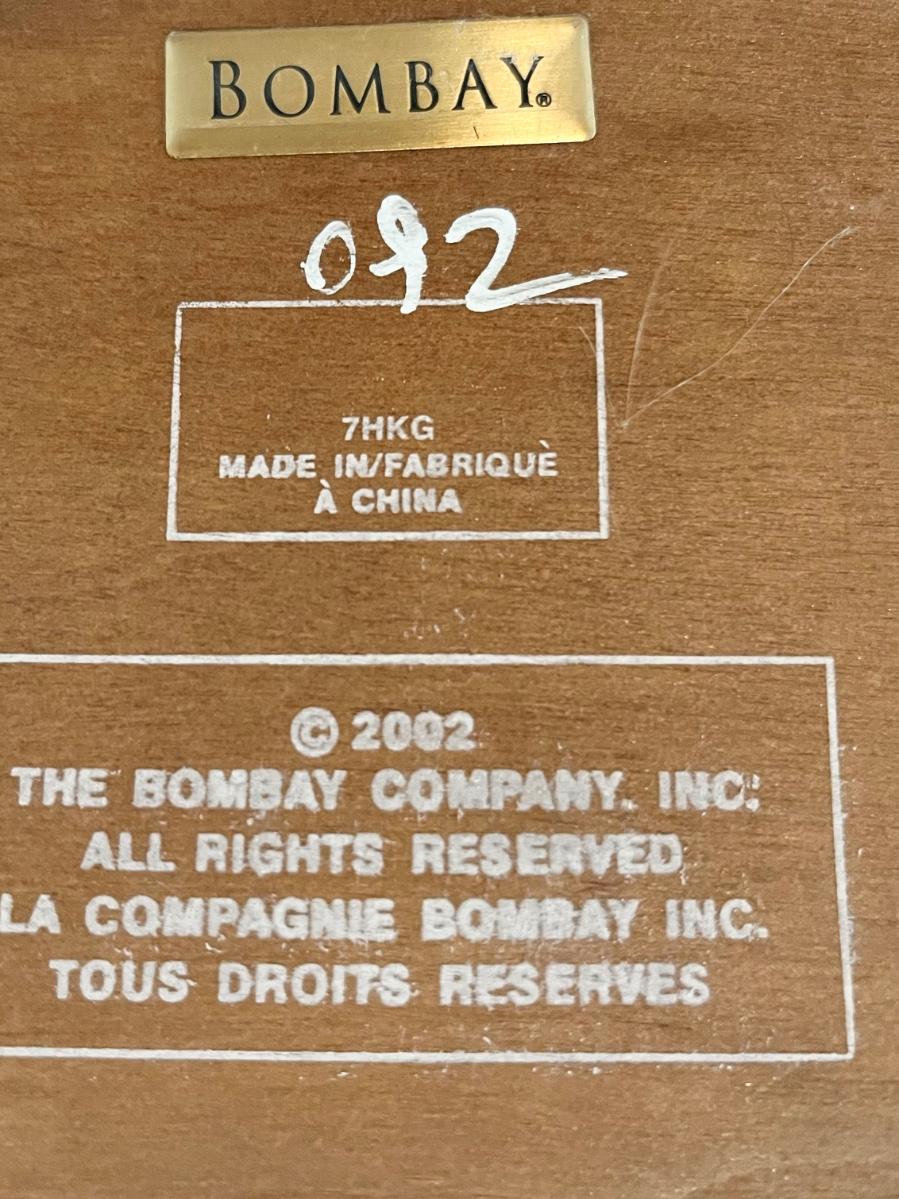 BOMBAY®
092
7HKG
MADE IN/FABRIQUÈ
À CHINA
© 2002
THE BOMBAY COMPANY, INC.
ALL RIGHTS RESERVED
LA COMPAGNIE BOMBAY INC.
TOUS DROITS RESERVES